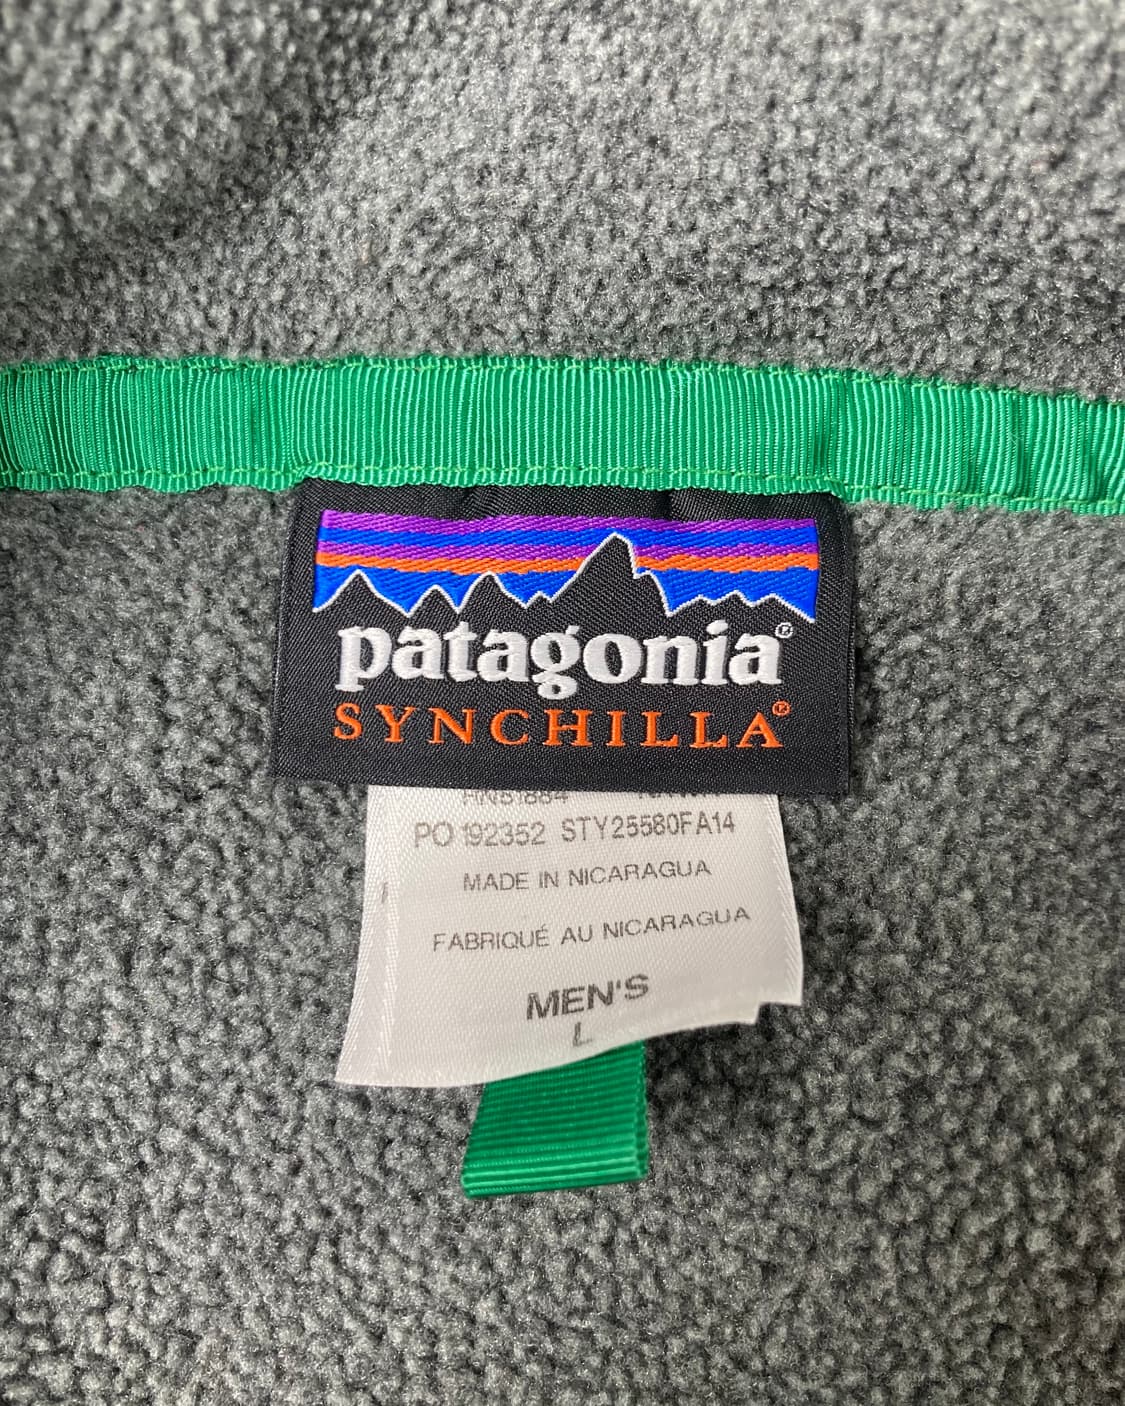 patagonia®
SYNCHILLA®
PO 192352 STY25580FA14
MADE IN NICARAGUA
FABRIQUÉ AU NICARAGUA
MEN'S
L